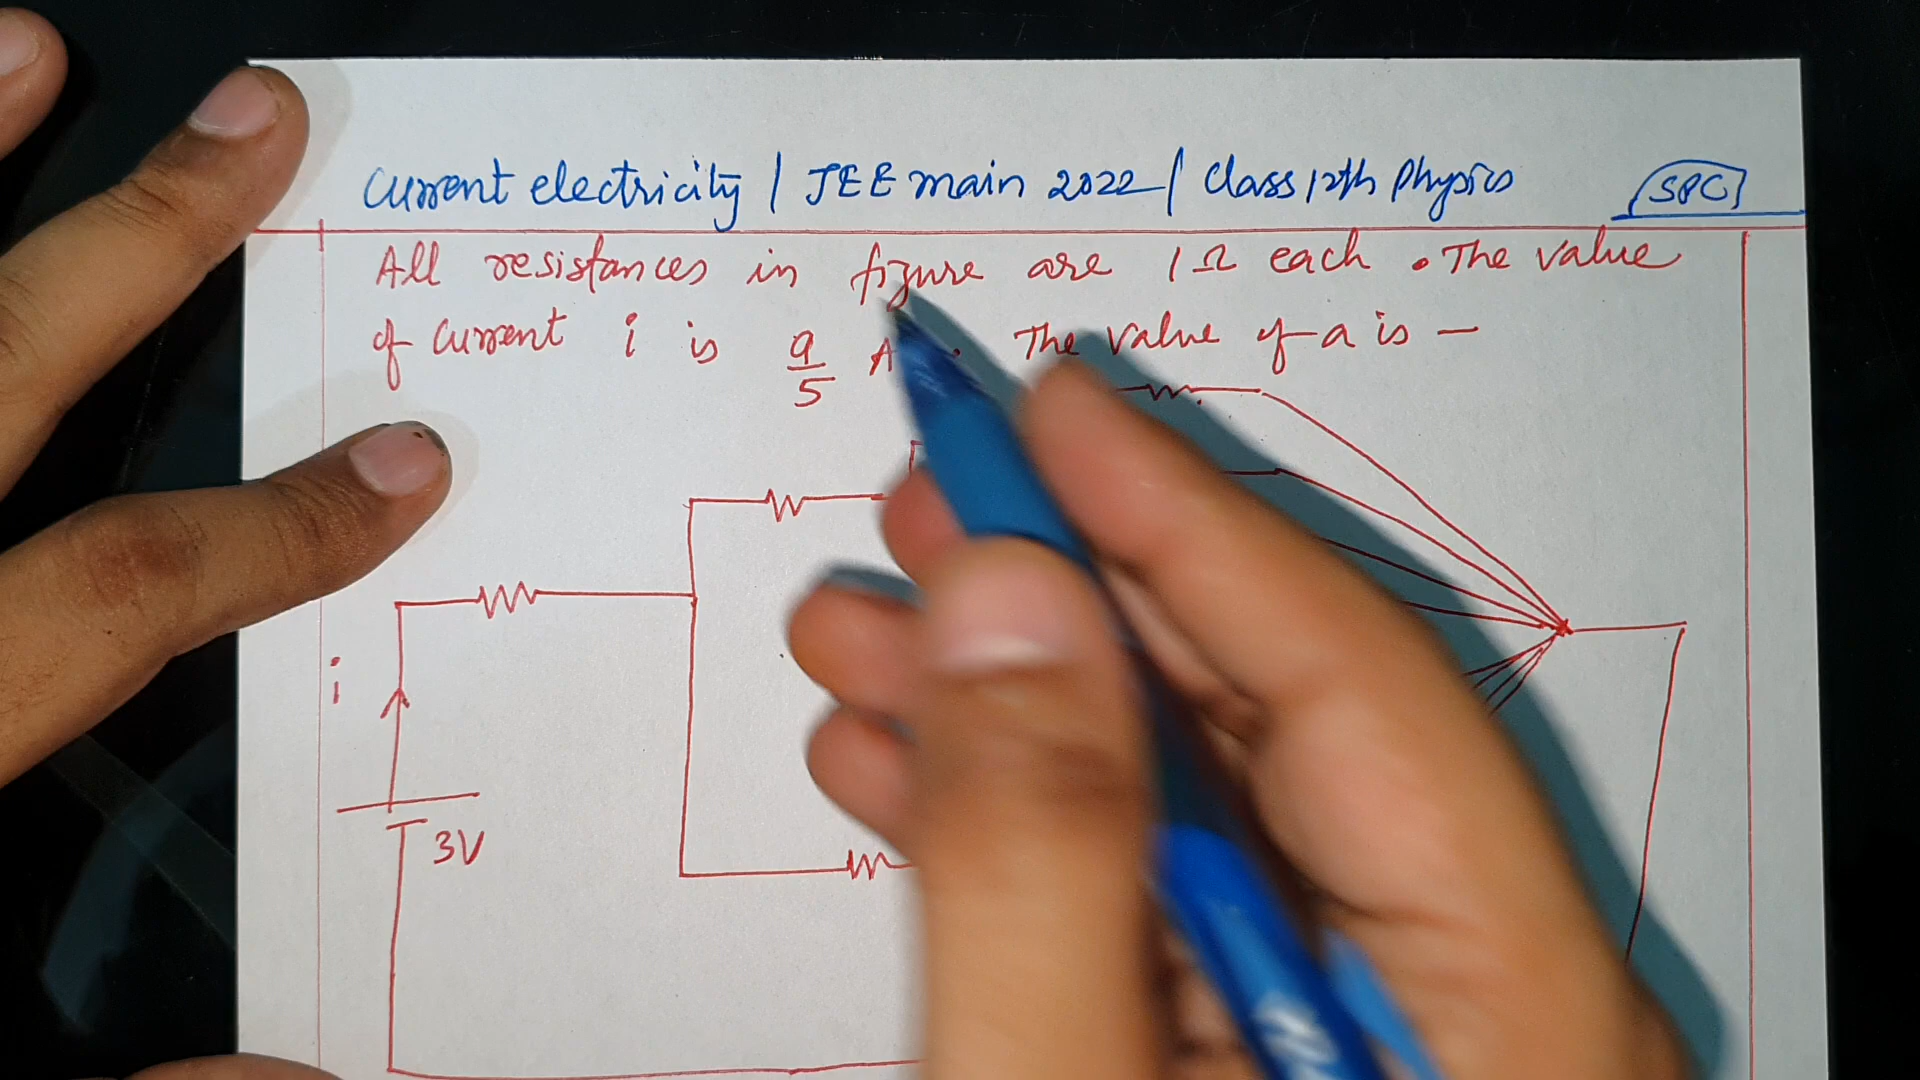 Current electricity / JEE main 2022 / Class 12th Physics SPC
All resistances in figure are 1Ω each. The value
of current i is a/5 A. The value of a is —
i
3V